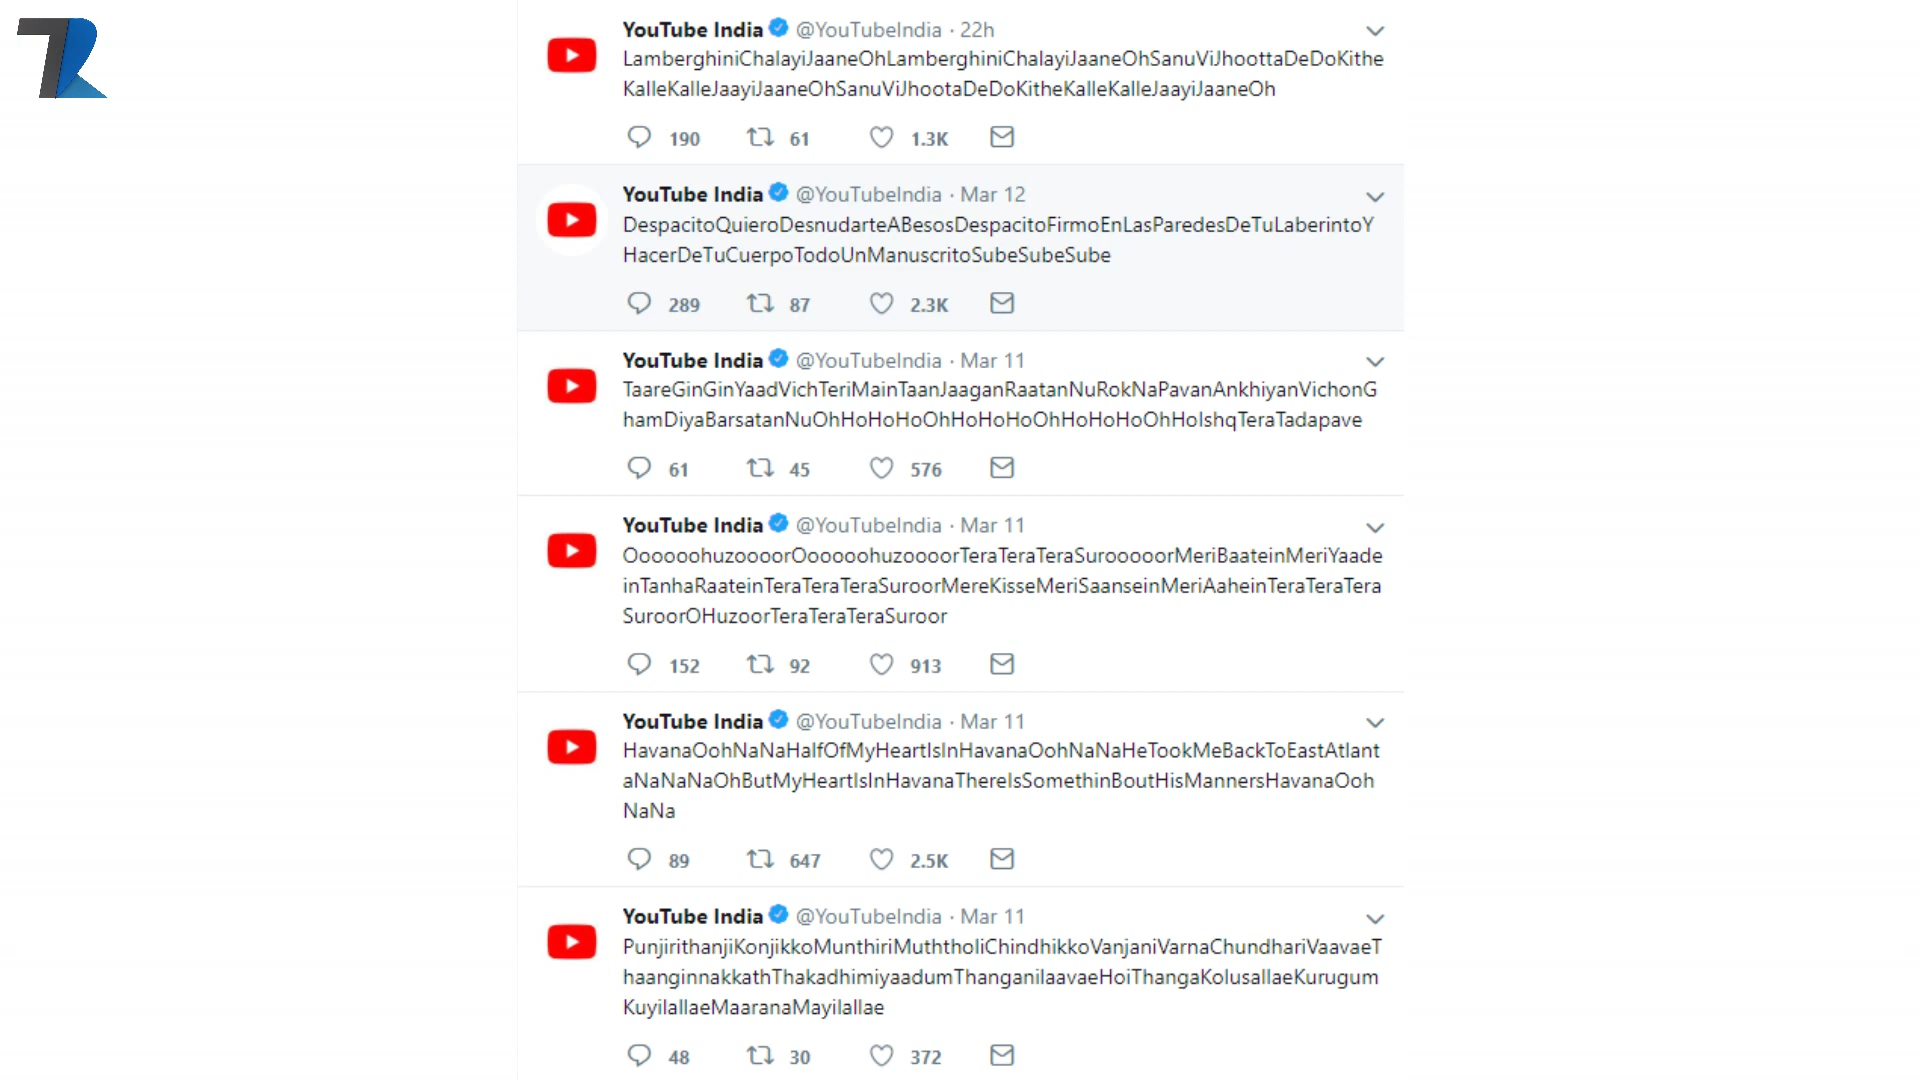 YouTube India @YouTubeIndia · 22h
LamberghiniChalayiJaaneOhLamberghiniChalayiJaaneOhSanuViJhoottaDeDoKithe
KalleKalleJaayiJaaneOhSanuViJhootaDeDoKitheKalleKalleJaayiJaaneOh
190 61 1.3K
YouTube India @YouTubeIndia · Mar 12
DespacitoQuieroDesnudarteABesosDespacitoFirmoEnLasParedesDeTuLaberintoY
HacerDeTuCuerpoTodoUnManuscritoSubeSubeSube
289 87 2.3K
YouTube India @YouTubeIndia · Mar 11
TaareGinGinYaadVichTeriMainTaanJaaganRaatanNuRokNaPavanAnkhiyanVichonG
hamDiyaBarsatanNuOhHoHoHoOhHoHoHoOhHoHoHoOhHoIshqTeraTadapave
61 45 576
YouTube India @YouTubeIndia · Mar 11
OooooohuzoooorOooooohuzoooorTeraTeraTeraSurooooorMeriBaateinMeriYaade
inTanhaRaateinTeraTeraTeraSuroorMereKisseMeriSaanseinMeriAaheinTeraTeraTera
SuroorOHuzoorTeraTeraTeraSuroor
152 92 913
YouTube India @YouTubeIndia · Mar 11
HavanaOohNaNaHalfOfMyHeartIsInHavanaOohNaNaHeTookMeBackToEastAtlant
aNaNaNaOhButMyHeartIsInHavanaThereIsSomethinBoutHisMannersHavanaOoh
NaNa
89 647 2.5K
YouTube India @YouTubeIndia · Mar 11
PunjirithanjiKonjikkoMunthiriMuththoliChindhikkoVanjaniVarnaChundhariVaavaeT
haanginnakkathThakadhimiyaadumThanganilaavaeHoiThangaKolusallaeKurugum
KuyilallaeMaaranaMayilallae
48 30 372